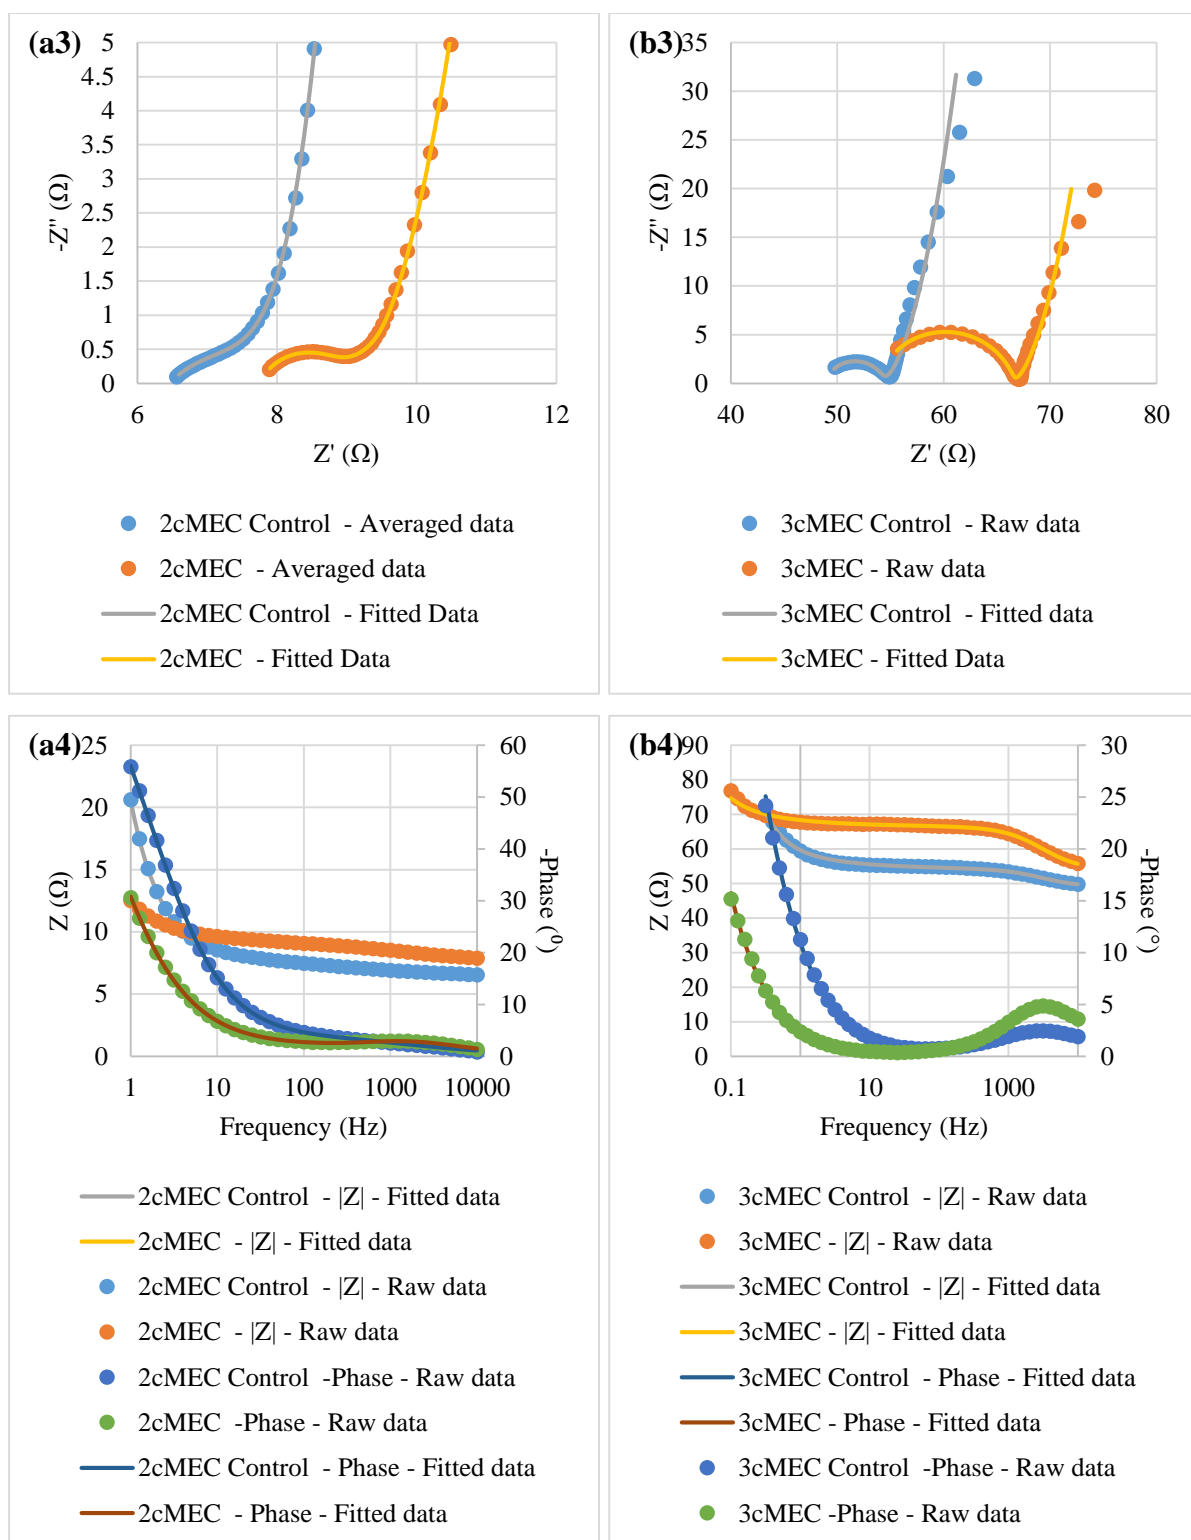 (a3)
5
4.5
4
3.5
3
2.5
2
1.5
1
0.5
0
-Z'' (Ω)
6 8 10 12
Z' (Ω)
2cMEC Control - Averaged data
2cMEC - Averaged data
2cMEC Control - Fitted Data
2cMEC - Fitted Data
(b3)
35
30
25
20
15
10
5
0
-Z'' (Ω)
40 50 60 70 80
Z' (Ω)
3cMEC Control - Raw data
3cMEC - Raw data
3cMEC Control - Fitted data
3cMEC - Fitted Data
(a4)
25
20
15
10
5
0
Z (Ω)
60
50
40
30
20
10
0
-Phase (⁰)
1 10 100 1000 10000
Frequency (Hz)
2cMEC Control - |Z| - Fitted data
2cMEC - |Z| - Fitted data
2cMEC Control - |Z| - Raw data
2cMEC - |Z| - Raw data
2cMEC Control -Phase - Raw data
2cMEC -Phase - Raw data
2cMEC Control - Phase - Fitted data
2cMEC - Phase - Fitted data
(b4)
90
80
70
60
50
40
30
20
10
0
Z (Ω)
30
25
20
15
10
5
0
-Phase (°)
0.1 10 1000
Frequency (Hz)
3cMEC Control - |Z| - Raw data
3cMEC - |Z| - Raw data
3cMEC Control - |Z| - Fitted data
3cMEC - |Z| - Fitted data
3cMEC Control - Phase - Fitted data
3cMEC - Phase - Fitted data
3cMEC Control -Phase - Raw data
3cMEC -Phase - Raw data